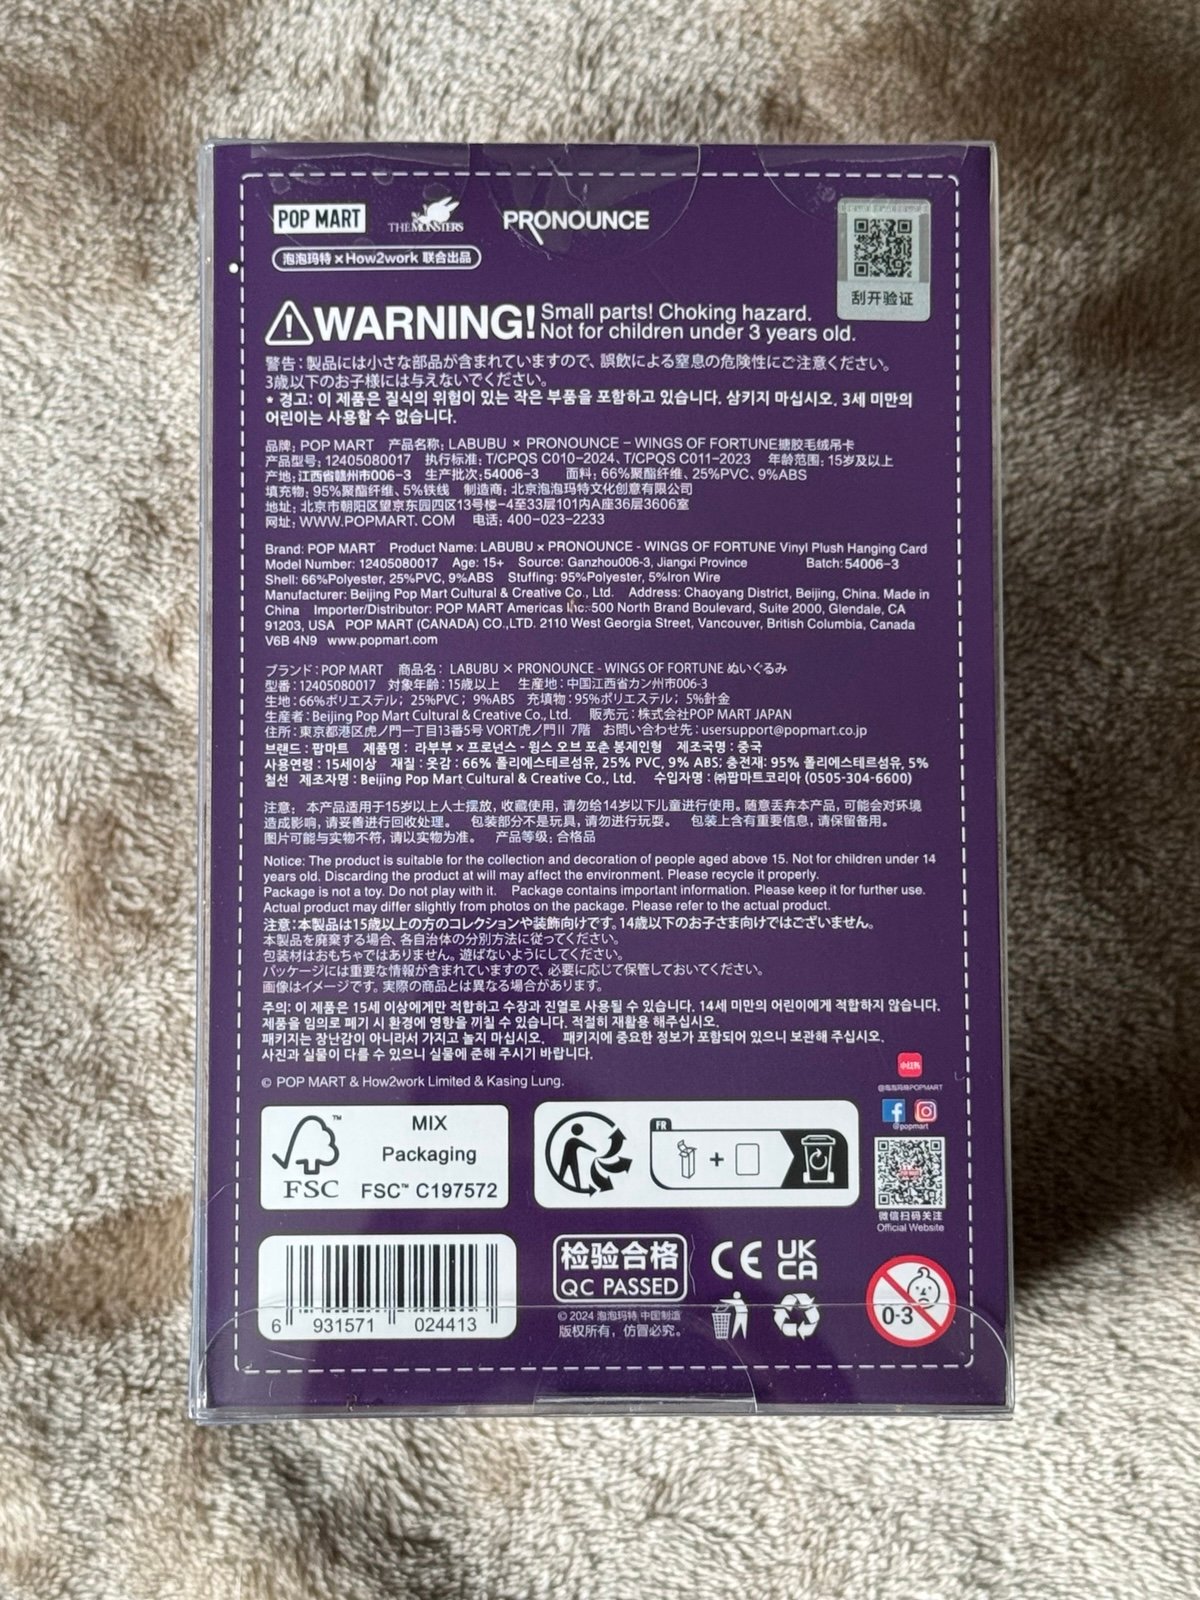 POP MART
THE MONSTERS
PRONOUNCE
泡泡玛特×How2work 联合出品
刮开验证
WARNING! Small parts! Choking hazard.
Not for children under 3 years old.
警告：製品には小さな部品が含まれていますので、誤飲による窒息の危険性にご注意ください。
3歳以下のお子様には与えないでください。
* 경고: 이 제품은 질식의 위험이 있는 작은 부품을 포함하고 있습니다. 삼키지 마십시오. 3세 미만의
어린이는 사용할 수 없습니다.
品牌：POP MART 产品名称：LABUBU × PRONOUNCE – WINGS OF FORTUNE搪胶毛绒吊卡
产品型号：12405080017 执行标准：T/CPQS C010-2024、T/CPQS C011-2023 年龄范围：15岁及以上
产地：江西省赣州市006-3 生产批次：54006-3 面料：66%聚酯纤维、25%PVC、9%ABS
填充物：95%聚酯纤维、5%铁线 制造商：北京泡泡玛特文化创意有限公司
地址：北京市朝阳区望京东园四区13号楼-4至33层101内A座36层3606室
网址：WWW.POPMART. COM 电话：400-023-2233
Brand: POP MART Product Name: LABUBU × PRONOUNCE - WINGS OF FORTUNE Vinyl Plush Hanging Card
Model Number: 12405080017 Age: 15+ Source: Ganzhou006-3, Jiangxi Province Batch: 54006-3
Shell: 66%Polyester, 25%PVC, 9%ABS Stuffing: 95%Polyester, 5%Iron Wire
Manufacturer: Beijing Pop Mart Cultural & Creative Co., Ltd. Address: Chaoyang District, Beijing, China. Made in
China Importer/Distributor: POP MART Americas Inc. 500 North Brand Boulevard, Suite 2000, Glendale, CA
91203, USA POP MART (CANADA) CO.,LTD. 2110 West Georgia Street, Vancouver, British Columbia, Canada
V6B 4N9 www.popmart.com
ブランド：POP MART 商品名： LABUBU × PRONOUNCE - WINGS OF FORTUNE ぬいぐるみ
型番：12405080017 対象年齢：15歳以上 生産地：中国江西省カン州市006-3
生地：66%ポリエステル； 25%PVC； 9%ABS 充填物：95%ポリエステル； 5%針金
生産者：Beijing Pop Mart Cultural & Creative Co., Ltd. 販売元：株式会社POP MART JAPAN
住所：東京都港区虎ノ門一丁目13番5号 VORT虎ノ門II 7階 お問い合わせ先：usersupport@popmart.co.jp
브랜드 : 팝마트 제품명 : 라부부 × 프로넌스 - 윙스 오브 포춘 봉제인형 제조국명 : 중국
사용연령 : 15세이상 재질 : 겉감 : 66% 폴리에스테르섬유, 25% PVC, 9% ABS; 충전재: 95% 폴리에스테르섬유, 5%
철선 제조자명 : Beijing Pop Mart Cultural & Creative Co., Ltd. 수입자명 : ㈜팝마트코리아 (0505-304-6600)
注意： 本产品适用于15岁以上人士摆放，收藏使用，请勿给14岁以下儿童进行使用。随意丢弃本产品，可能会对环境
造成影响，请妥善进行回收处理。 包装部分不是玩具，请勿进行玩耍。 包装上含有重要信息，请保留备用。
图片可能与实物不符，请以实物为准。 产品等级：合格品
Notice: The product is suitable for the collection and decoration of people aged above 15. Not for children under 14
years old. Discarding the product at will may affect the environment. Please recycle it properly.
Package is not a toy. Do not play with it. Package contains important information. Please keep it for further use.
Actual product may differ slightly from photos on the package. Please refer to the actual product.
注意：本製品は15歳以上の方のコレクションや装飾向けです。14歳以下のお子さま向けではございません。
本製品を廃棄する場合、各自治体の分別方法に従ってください。
包装材はおもちゃではありません。遊ばないようにしてください。
パッケージには重要な情報が含まれていますので、必要に応じて保管しておいてください。
画像はイメージです。実際の商品とは異なる場合があります。
주의: 이 제품은 15세 이상에게만 적합하고 수장과 진열로 사용될 수 있습니다. 14세 미만의 어린이에게 적합하지 않습니다.
제품을 임의로 폐기 시 환경에 영향을 끼칠 수 있습니다. 적절히 재활용 해주십시오.
패키지는 장난감이 아니라서 가지고 놀지 마십시오. 패키지에 중요한 정보가 포함되어 있으니 보관해 주십시오.
사진과 실물이 다를 수 있으니 실물에 준해 주시기 바랍니다.
© POP MART & How2work Limited & Kasing Lung.
小红书
@泡泡玛特POPMART
@popmart
微信扫码关注
Official Website
FSC™
MIX
Packaging
FSC™ C197572
FR
+
6 931571 024413
检验合格
QC PASSED
© 2024 泡泡玛特 中国制造
版权所有，仿冒必究。
CE
UK
CA
0-3